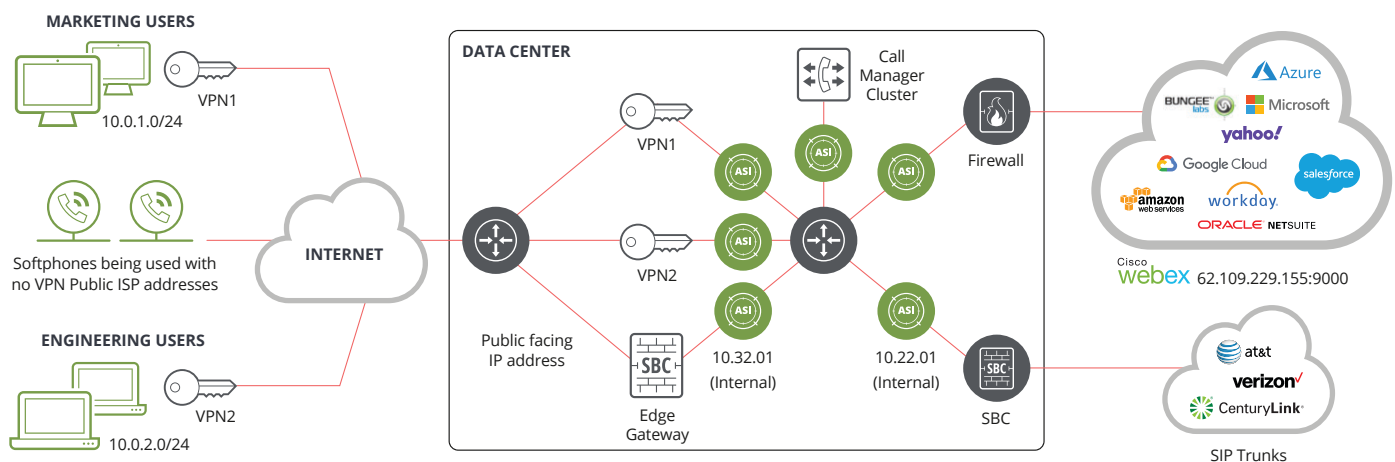 MARKETING USERS
VPN1
10.0.1.0/24
Softphones being used with
no VPN Public ISP addresses
ENGINEERING USERS
VPN2
10.0.2.0/24
INTERNET
DATA CENTER
Public facing
IP address
VPN1
VPN2
SBC
Edge
Gateway
ASI
ASI
ASI
10.32.01
(Internal)
Call
Manager
Cluster
ASI
ASI
ASI
10.22.01
(Internal)
Firewall
SBC
SBC
Azure
BUNGEE
labs
Microsoft
yahoo!
Google Cloud
salesforce
amazon
web services
workday.
ORACLE NETSUITE
Cisco
webex 62.109.229.155:9000
at&t
verizon
CenturyLink®
SIP Trunks